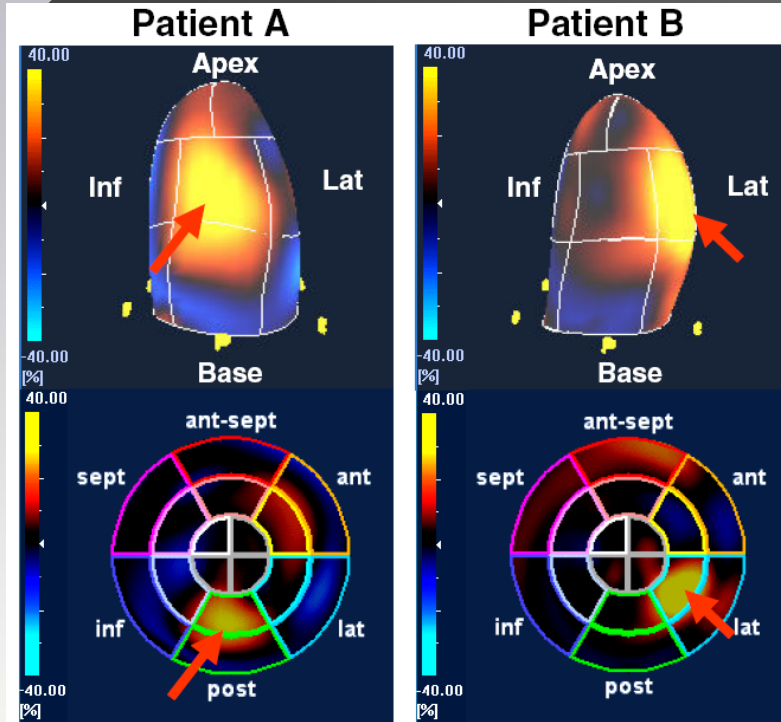 Patient A
40.00
Apex
Inf
Lat
-40.00
[%]
Base
P
40.00
ant-sept
sept
ant
inf
lat
post
-40.00
[%]
Patient B
40.00
Apex
Inf
Lat
-40.00
[%]
Base
P
40.00
ant-sept
sept
ant
inf
lat
post
-40.00
[%]